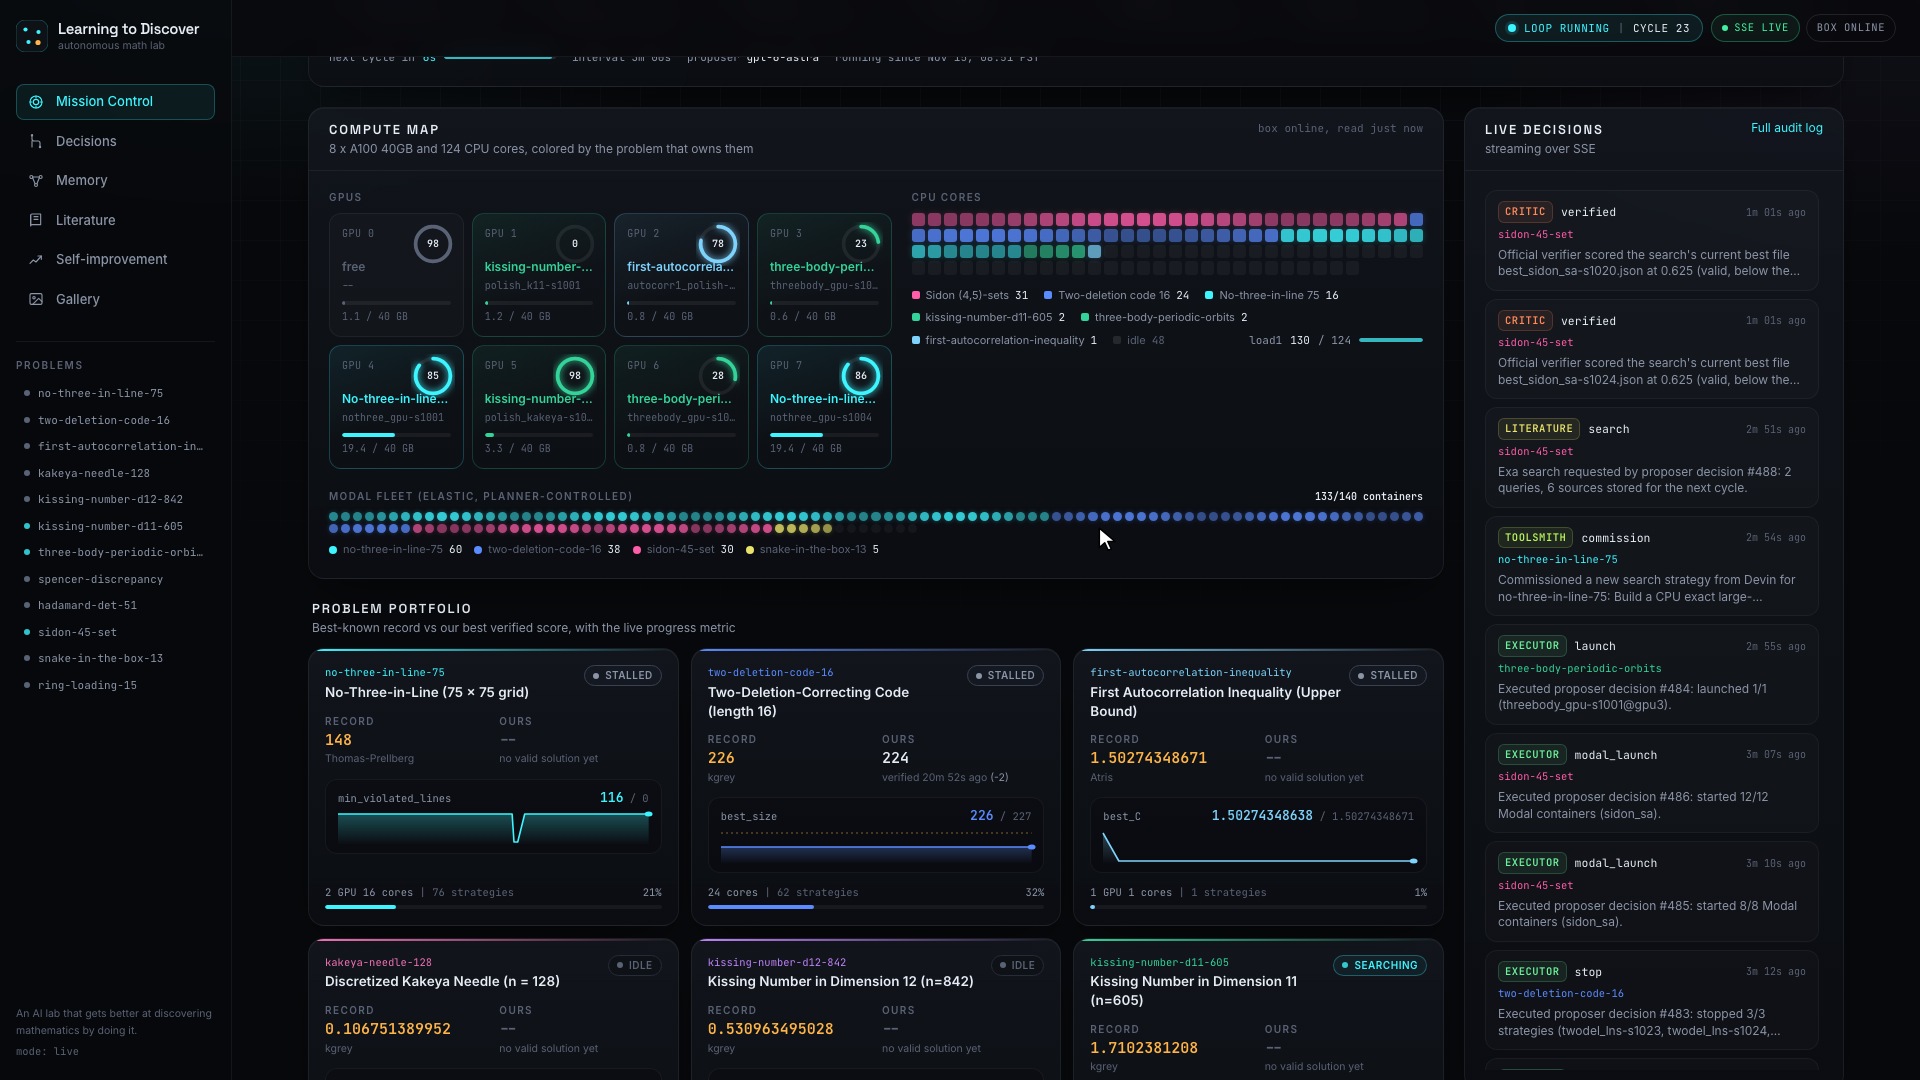 Learning to Discover
autonomous math lab
Mission Control
Decisions
Memory
Literature
Self-improvement
Gallery
PROBLEMS
no-three-in-line-75
two-deletion-code-16
first-autocorrelation-in…
kakeya-needle-128
kissing-number-d12-842
kissing-number-d11-605
three-body-periodic-orbi…
spencer-discrepancy
hadamard-det-51
sidon-45-set
snake-in-the-box-13
ring-loading-15
An AI lab that gets better at discovering
mathematics by doing it.
mode: live
LOOP RUNNING | CYCLE 23
SSE LIVE
BOX ONLINE
next cycle in 6s interval 3m 00s proposer gpt-6-astra running since Nov 15, 08:51 PST
COMPUTE MAP
8 x A100 40GB and 124 CPU cores, colored by the problem that owns them
box online, read just now
GPUS
GPU 0
98
free
--
1.1 / 40 GB
GPU 1
0
kissing-number-…
polish_k11-s1001
1.2 / 40 GB
GPU 2
78
first-autocorrela…
autocorr1_polish-…
0.8 / 40 GB
GPU 3
23
three-body-peri…
threebody_gpu-s10…
0.6 / 40 GB
GPU 4
85
No-three-in-line…
nothree_gpu-s1001
19.4 / 40 GB
GPU 5
98
kissing-number-…
polish_kakeya-s10…
3.3 / 40 GB
GPU 6
28
three-body-peri…
threebody_gpu-s10…
0.8 / 40 GB
GPU 7
86
No-three-in-line…
nothree_gpu-s1004
19.4 / 40 GB
CPU CORES
Sidon (4,5)-sets 31 Two-deletion code 16 24 No-three-in-line 75 16
kissing-number-d11-605 2 three-body-periodic-orbits 2
first-autocorrelation-inequality 1 idle 48 load1 130 / 124
MODAL FLEET (ELASTIC, PLANNER-CONTROLLED)
133/140 containers
no-three-in-line-75 60 two-deletion-code-16 38 sidon-45-set 30 snake-in-the-box-13 5
PROBLEM PORTFOLIO
Best-known record vs our best verified score, with the live progress metric
no-three-in-line-75
STALLED
No-Three-in-Line (75 × 75 grid)
RECORD
148
Thomas-Prellberg
OURS
--
no valid solution yet
min_violated_lines 116 / 0
2 GPU 16 cores | 76 strategies 21%
two-deletion-code-16
STALLED
Two-Deletion-Correcting Code
(length 16)
RECORD
226
kgrey
OURS
224
verified 20m 52s ago (-2)
best_size 226 / 227
24 cores | 62 strategies 32%
first-autocorrelation-inequality
STALLED
First Autocorrelation Inequality (Upper
Bound)
RECORD
1.50274348671
Atris
OURS
--
no valid solution yet
best_C 1.50274348638 / 1.50274348671
1 GPU 1 cores | 1 strategies 1%
kakeya-needle-128
IDLE
Discretized Kakeya Needle (n = 128)
RECORD
0.106751389952
kgrey
OURS
--
no valid solution yet
kissing-number-d12-842
IDLE
Kissing Number in Dimension 12 (n=842)
RECORD
0.530963495028
kgrey
OURS
--
no valid solution yet
kissing-number-d11-605
SEARCHING
Kissing Number in Dimension 11
(n=605)
RECORD
1.7102381208
kgrey
OURS
--
no valid solution yet
LIVE DECISIONS
Full audit log
streaming over SSE
CRITIC verified 1m 01s ago
sidon-45-set
Official verifier scored the search's current best file
best_sidon_sa-s1020.json at 0.625 (valid, below the…
CRITIC verified 1m 01s ago
sidon-45-set
Official verifier scored the search's current best file
best_sidon_sa-s1024.json at 0.625 (valid, below the…
LITERATURE search 2m 51s ago
sidon-45-set
Exa search requested by proposer decision #488: 2
queries, 6 sources stored for the next cycle.
TOOLSMITH commission 2m 54s ago
no-three-in-line-75
Commissioned a new search strategy from Devin for
no-three-in-line-75: Build a CPU exact large-…
EXECUTOR launch 2m 55s ago
three-body-periodic-orbits
Executed proposer decision #484: launched 1/1
(threebody_gpu-s1001@gpu3).
EXECUTOR modal_launch 3m 07s ago
sidon-45-set
Executed proposer decision #486: started 12/12
Modal containers (sidon_sa).
EXECUTOR modal_launch 3m 10s ago
sidon-45-set
Executed proposer decision #485: started 8/8 Modal
containers (sidon_sa).
EXECUTOR stop 3m 12s ago
two-deletion-code-16
Executed proposer decision #483: stopped 3/3
strategies (twodel_lns-s1023, twodel_lns-s1024,…